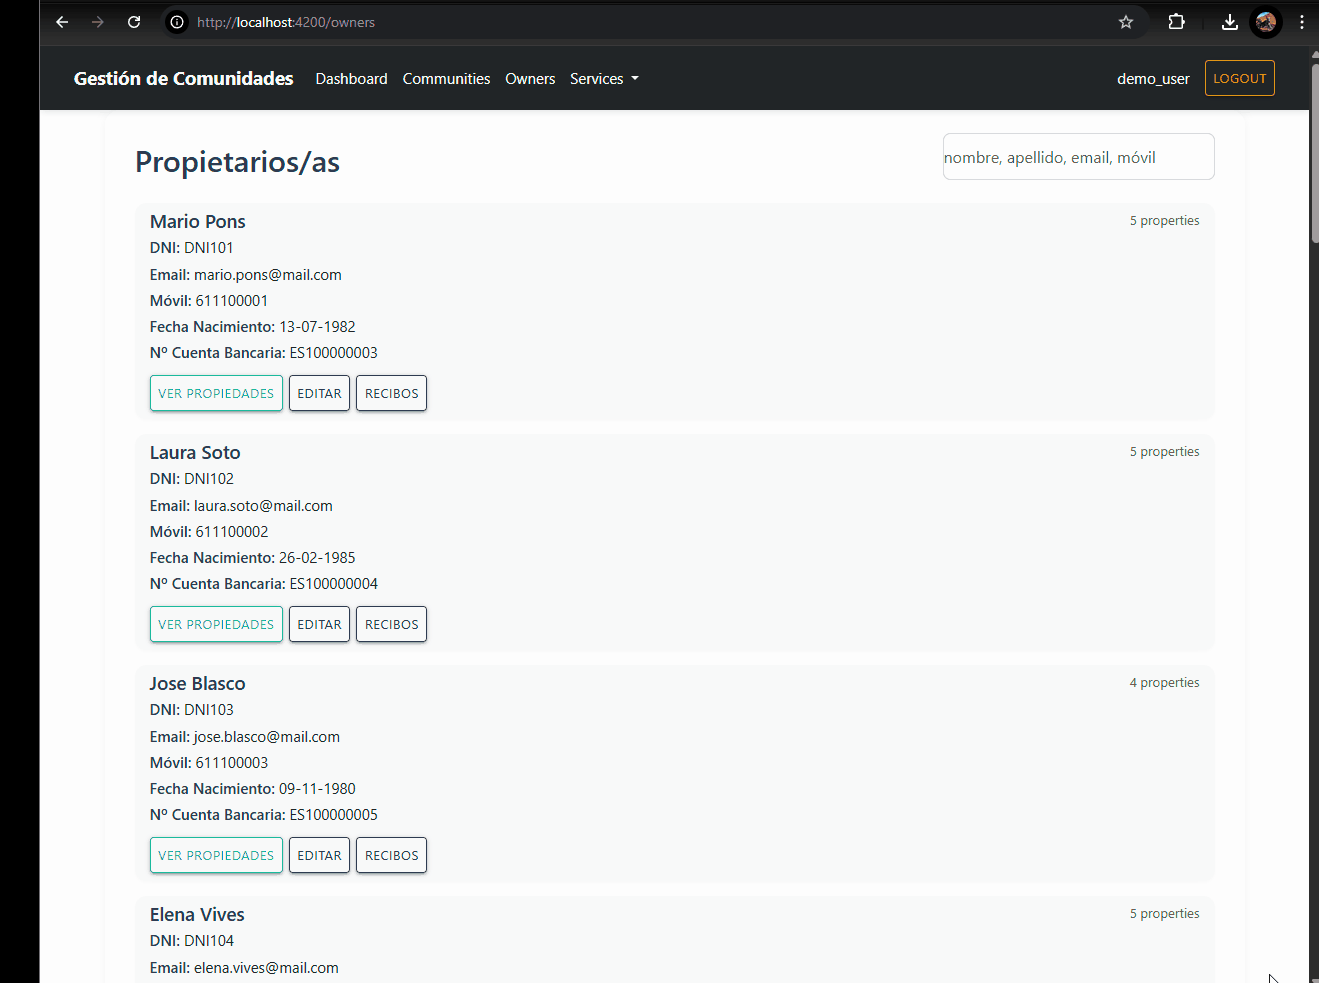 http://localhost:4200/owners
Gestión de Comunidades Dashboard Communities Owners Services demo_user LOGOUT
Propietarios/as
nombre, apellido, email, móvil
Mario Pons 5 properties
DNI: DNI101
Email: mario.pons@mail.com
Móvil: 611100001
Fecha Nacimiento: 13-07-1982
Nº Cuenta Bancaria: ES100000003
VER PROPIEDADES EDITAR RECIBOS
Laura Soto 5 properties
DNI: DNI102
Email: laura.soto@mail.com
Móvil: 611100002
Fecha Nacimiento: 26-02-1985
Nº Cuenta Bancaria: ES100000004
VER PROPIEDADES EDITAR RECIBOS
Jose Blasco 4 properties
DNI: DNI103
Email: jose.blasco@mail.com
Móvil: 611100003
Fecha Nacimiento: 09-11-1980
Nº Cuenta Bancaria: ES100000005
VER PROPIEDADES EDITAR RECIBOS
Elena Vives 5 properties
DNI: DNI104
Email: elena.vives@mail.com